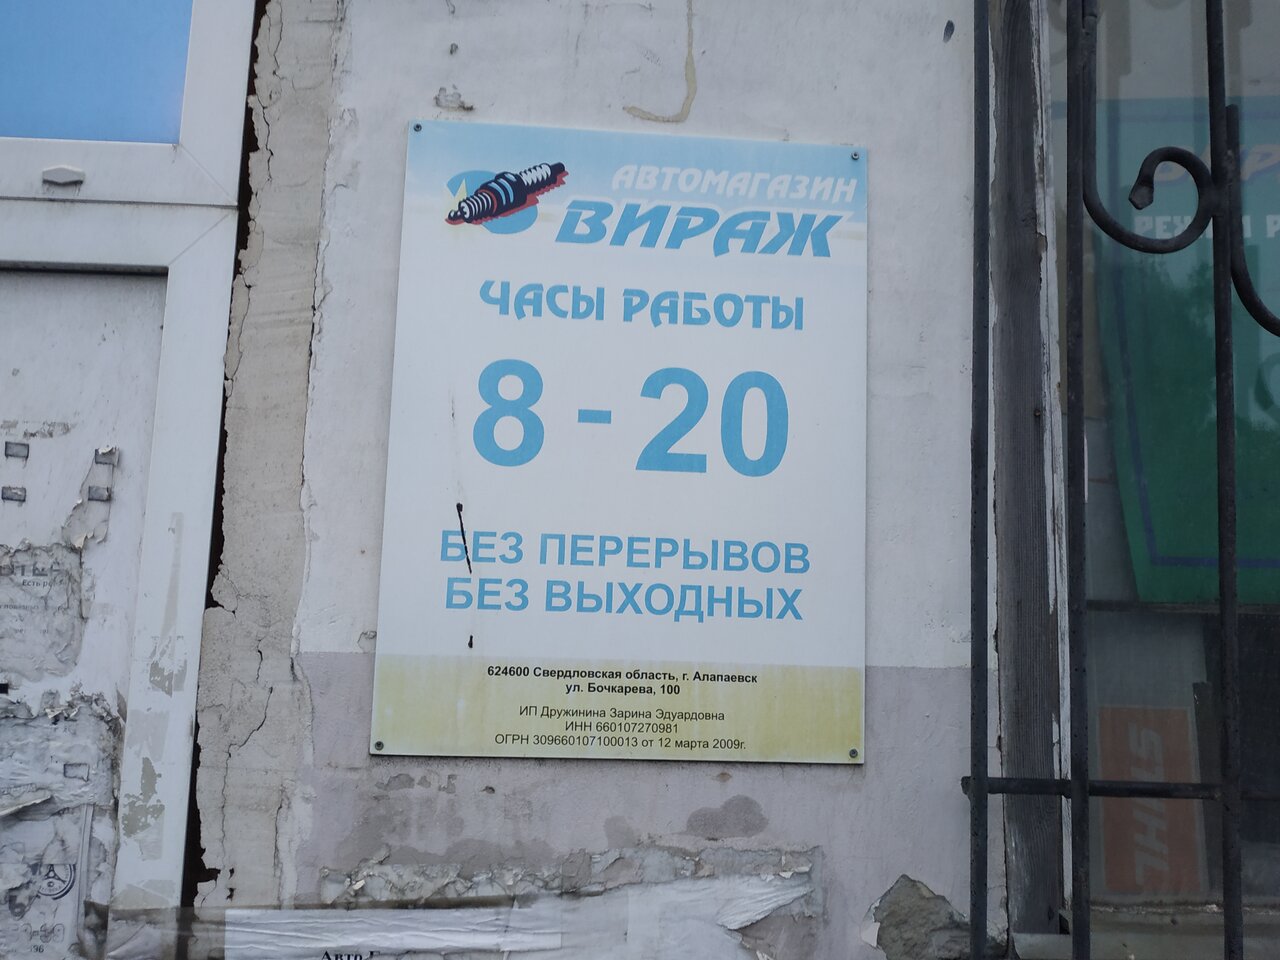 АВТОМАГАЗИН
ВИРАЖ
ЧАСЫ РАБОТЫ
8 - 20
БЕЗ ПЕРЕРЫВОВ
БЕЗ ВЫХОДНЫХ
624600 Свердловская область, г. Алапаевск
ул. Бочкарева, 100
ИП Дружинина Зарина Эдуардовна
ИНН 660107270981
ОГРН 309660107100013 от 12 марта 2009г.